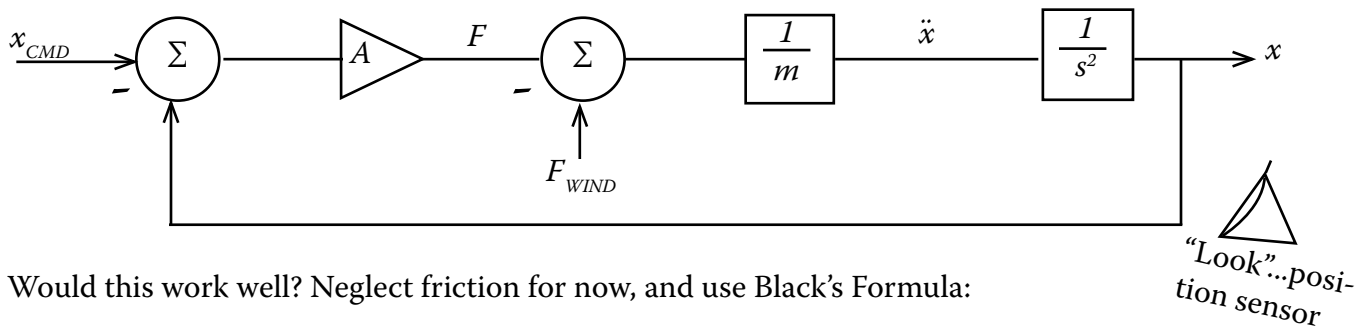 x_CMD
Σ
-
A
F
Σ
-
F_WIND
1
m
ẍ
1
s²
x
"Look"...posi-
tion sensor
Would this work well? Neglect friction for now, and use Black's Formula: